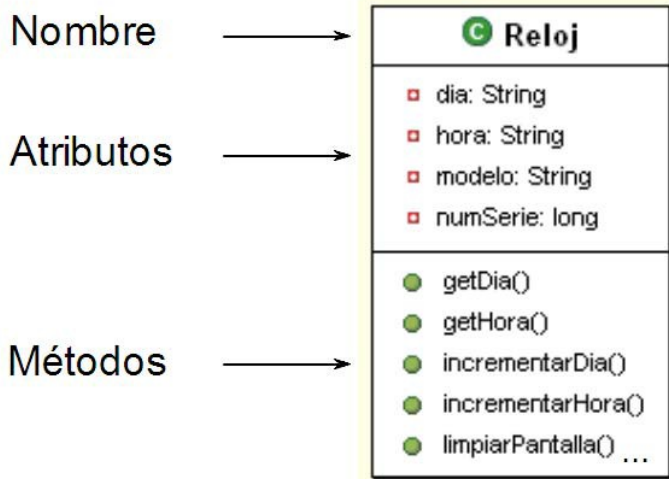 Nombre
C Reloj
Atributos
dia: String
hora: String
modelo: String
numSerie: long
Métodos
getDia()
getHora()
incrementarDia()
incrementarHora()
limpiarPantalla() ...